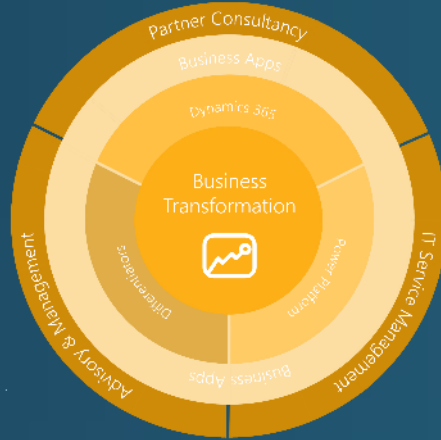 Partner Consultancy
Business Apps
Dynamics 365
Business
Transformation
Differentiators
Power Platform
Advisory & Management
IT Service Management
Business Apps